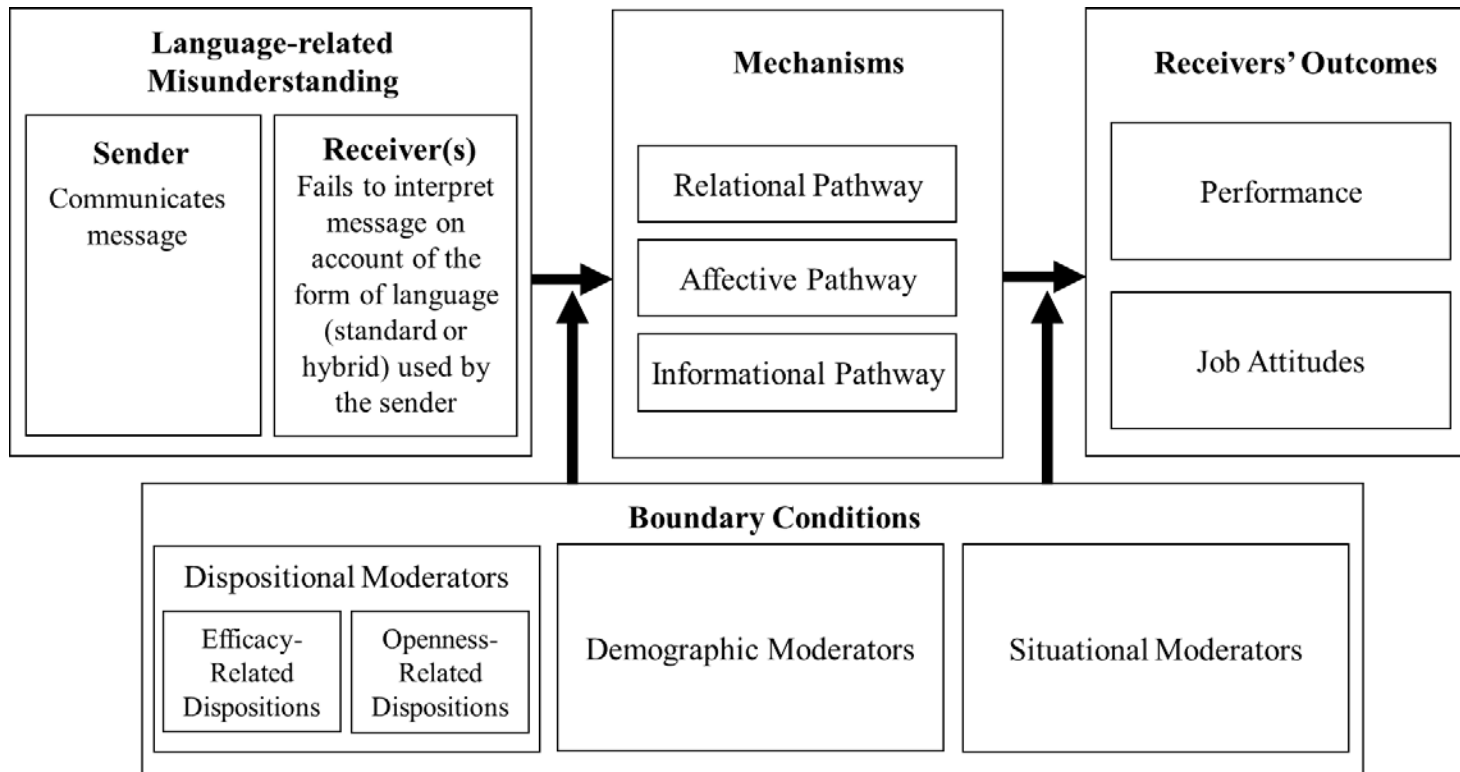 Language-related
Misunderstanding
Sender
Communicates
message
Receiver(s)
Fails to interpret
message on
account of the
form of language
(standard or
hybrid) used by
the sender
Mechanisms
Relational Pathway
Affective Pathway
Informational Pathway
Receivers’ Outcomes
Performance
Job Attitudes
Boundary Conditions
Dispositional Moderators
Efficacy-
Related
Dispositions
Openness-
Related
Dispositions
Demographic Moderators
Situational Moderators